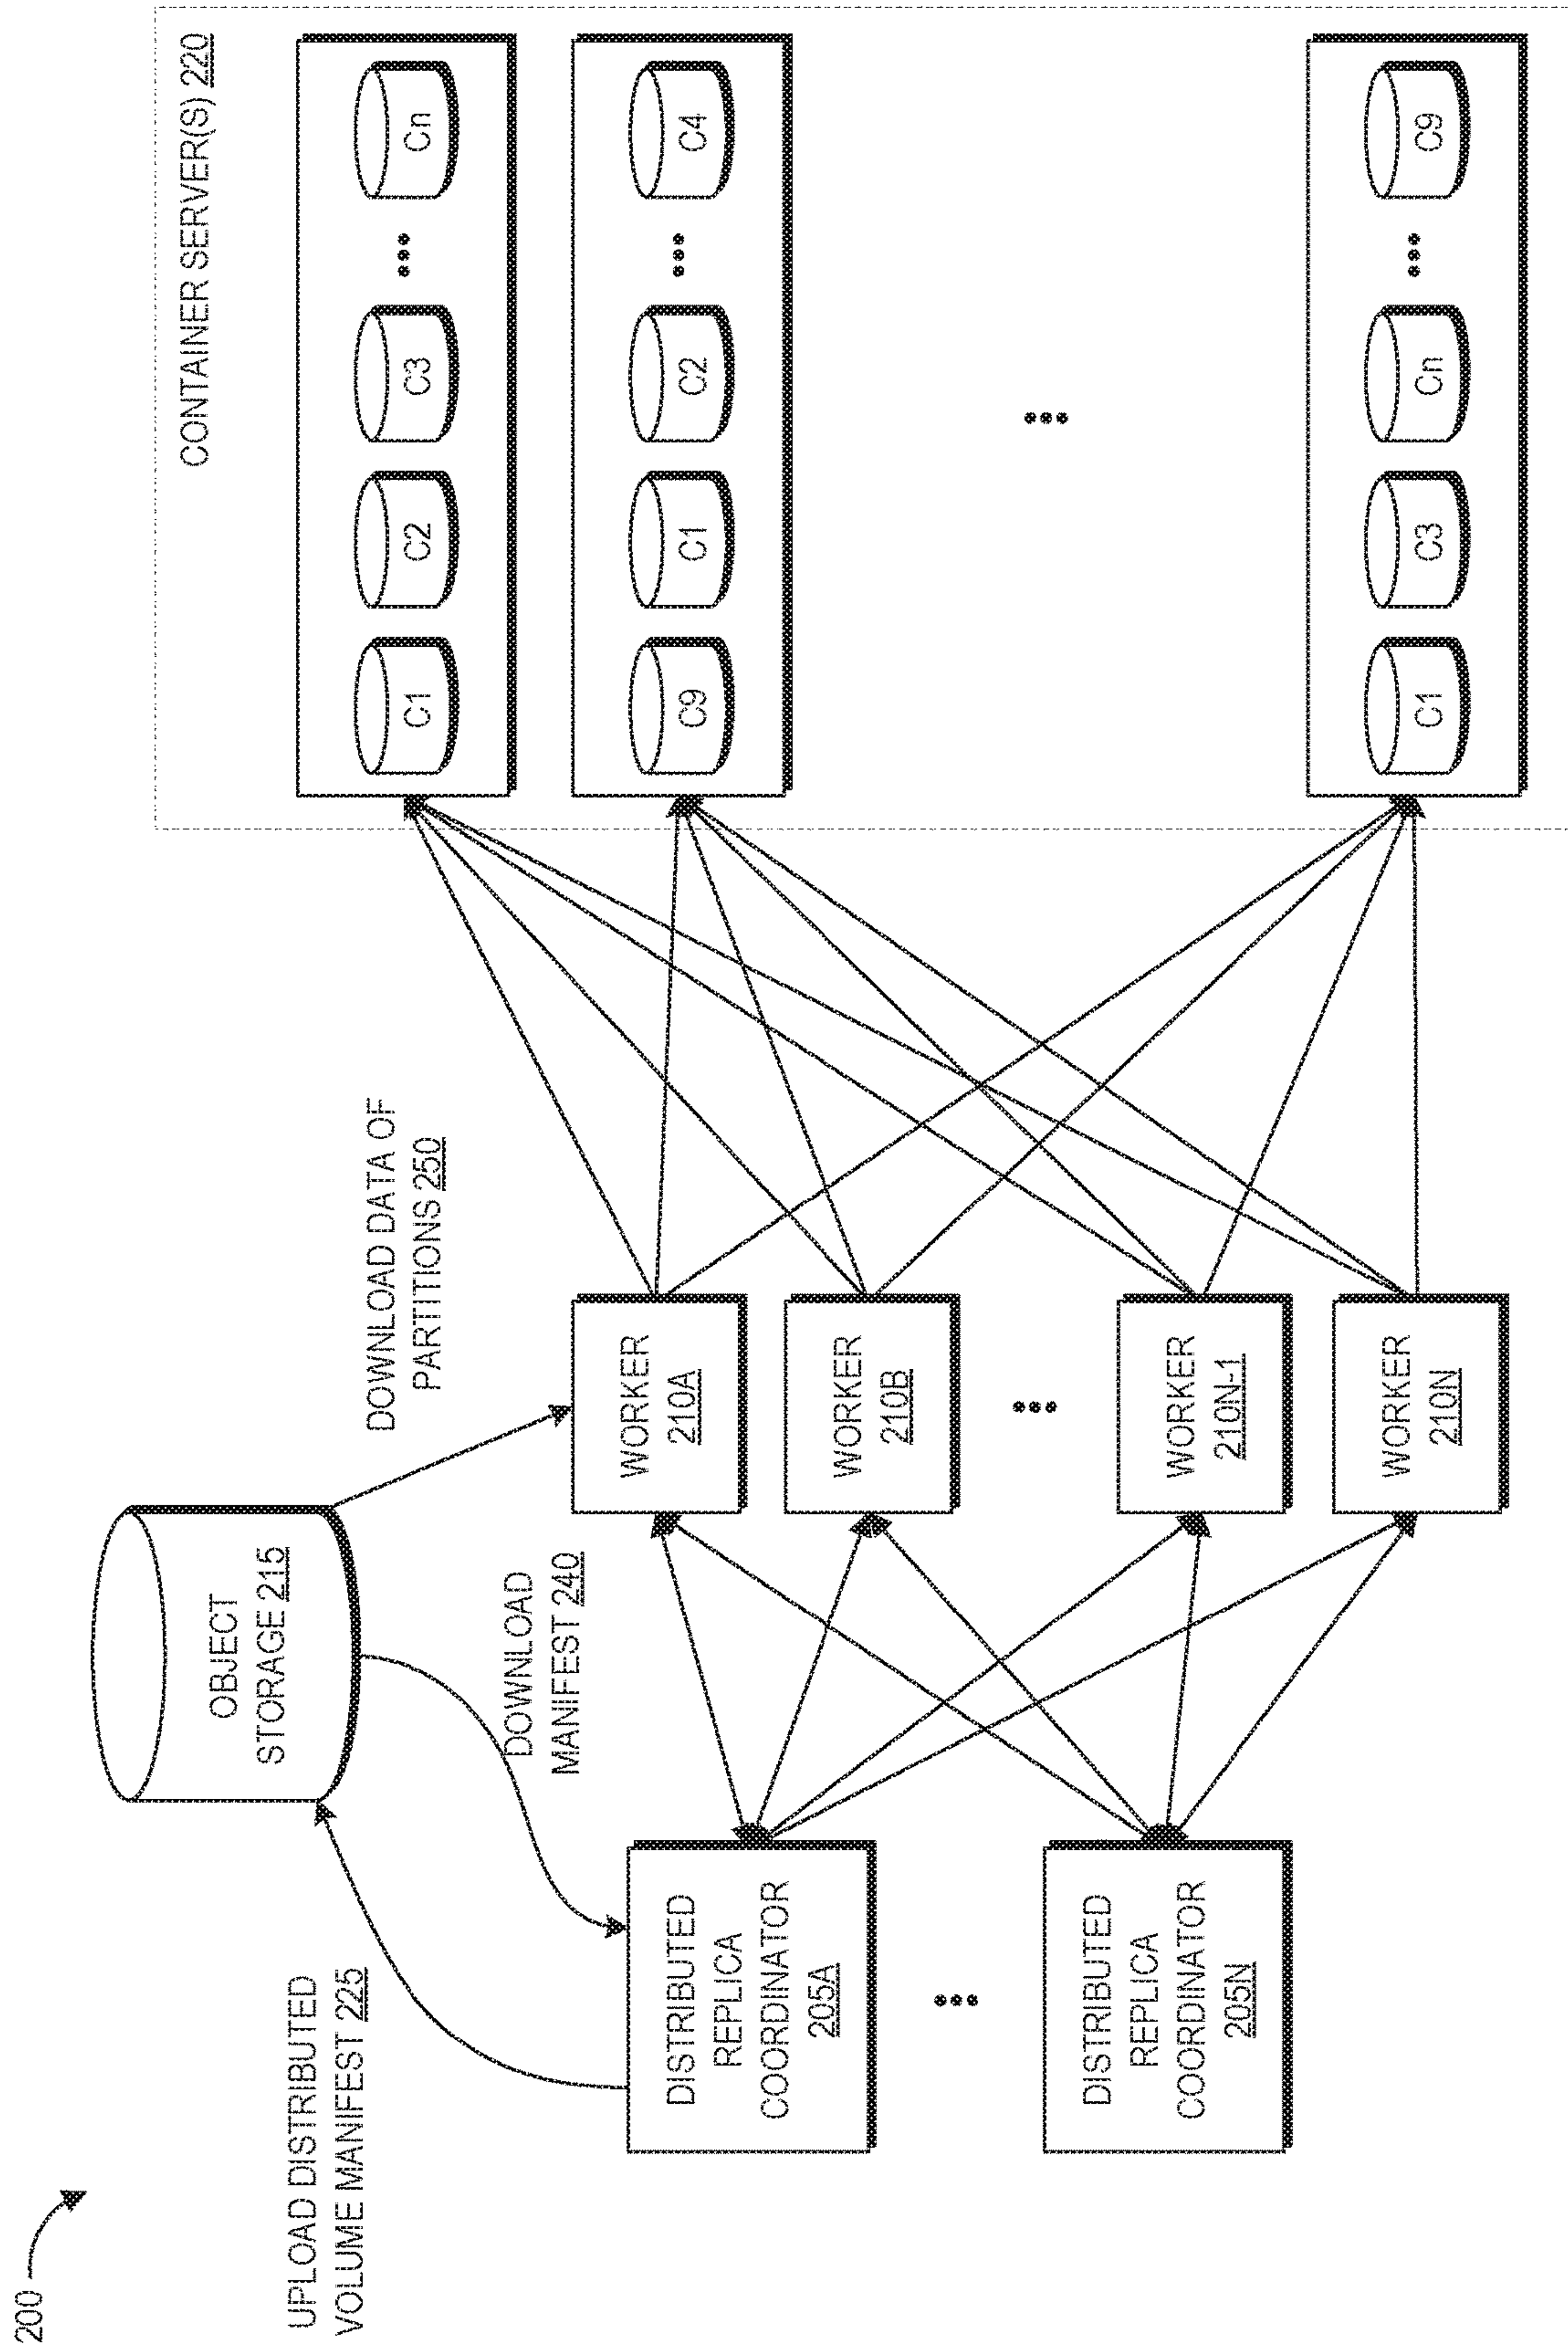 200
UPLOAD DISTRIBUTED
VOLUME MANIFEST 225
OBJECT
STORAGE 215
DOWNLOAD
MANIFEST 240
DOWNLOAD DATA OF
PARTITIONS 250
DISTRIBUTED
REPLICA
COORDINATOR
205A
•••
DISTRIBUTED
REPLICA
COORDINATOR
205N
WORKER
210A
WORKER
210B
•••
WORKER
210N-1
WORKER
210N
CONTAINER SERVER(S) 220
C1 C2 C3 ••• Cn
C9 C1 C2 ••• C4
•••
C1 C3 Cn ••• C9